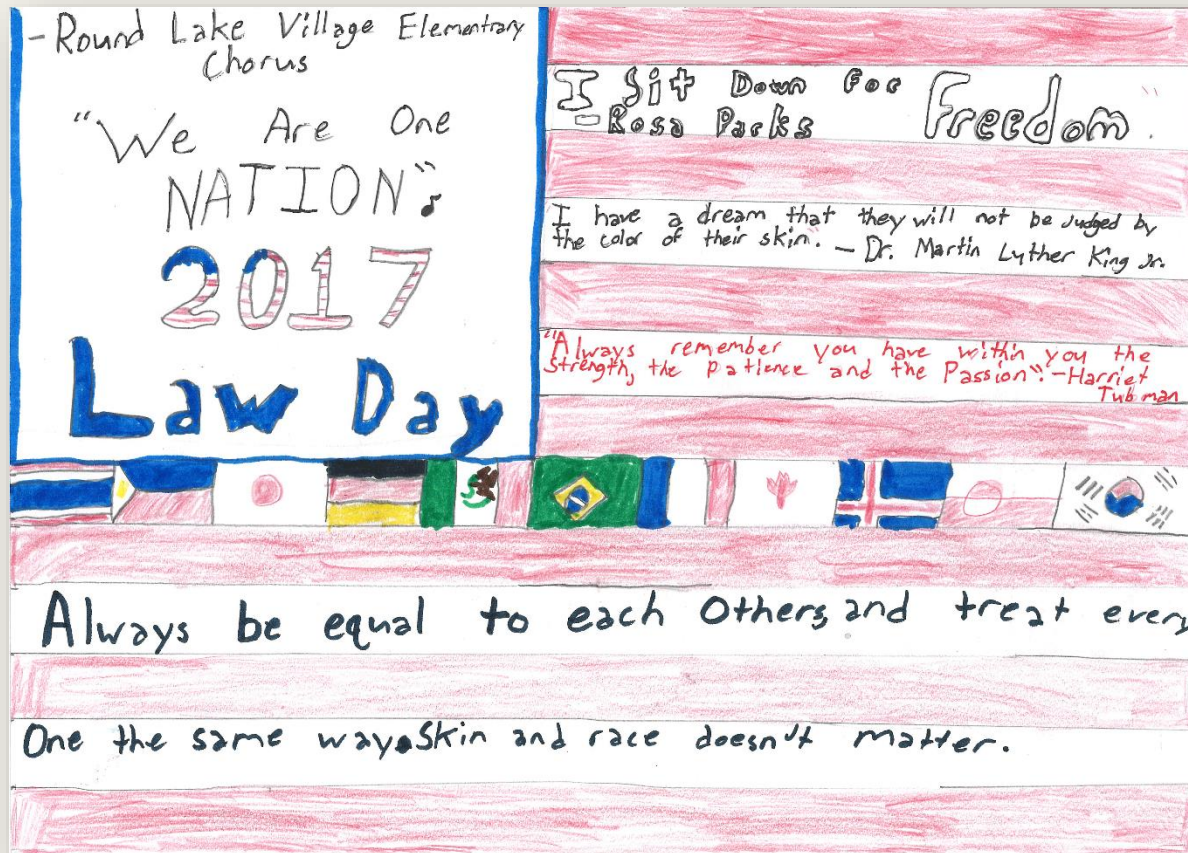 -Round Lake Village Elementrary
Chorus
"We Are One
NATION"
2017
Law Day
I Sit Down For Freedom"
-Rosa Parks
I have a dream that they will not be Judged by
the color of their skin." - Dr. Martin Luther King Jr.
"Always remember you have within you the
Strength, the patience and the Passion". -Harriet
Tubman
Always be equal to each Others, and treat every
One the same way. Skin and race doesn't matter.